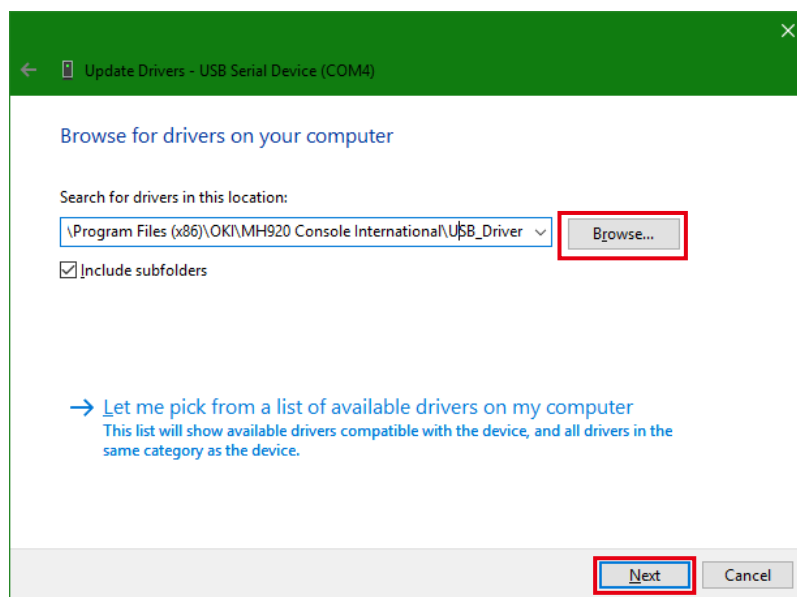 Update Drivers - USB Serial Device (COM4)
Browse for drivers on your computer
Search for drivers in this location:
\Program Files (x86)\OKI\MH920 Console International\USB_Driver
Browse...
Include subfolders
Let me pick from a list of available drivers on my computer
This list will show available drivers compatible with the device, and all drivers in the
same category as the device.
Next
Cancel